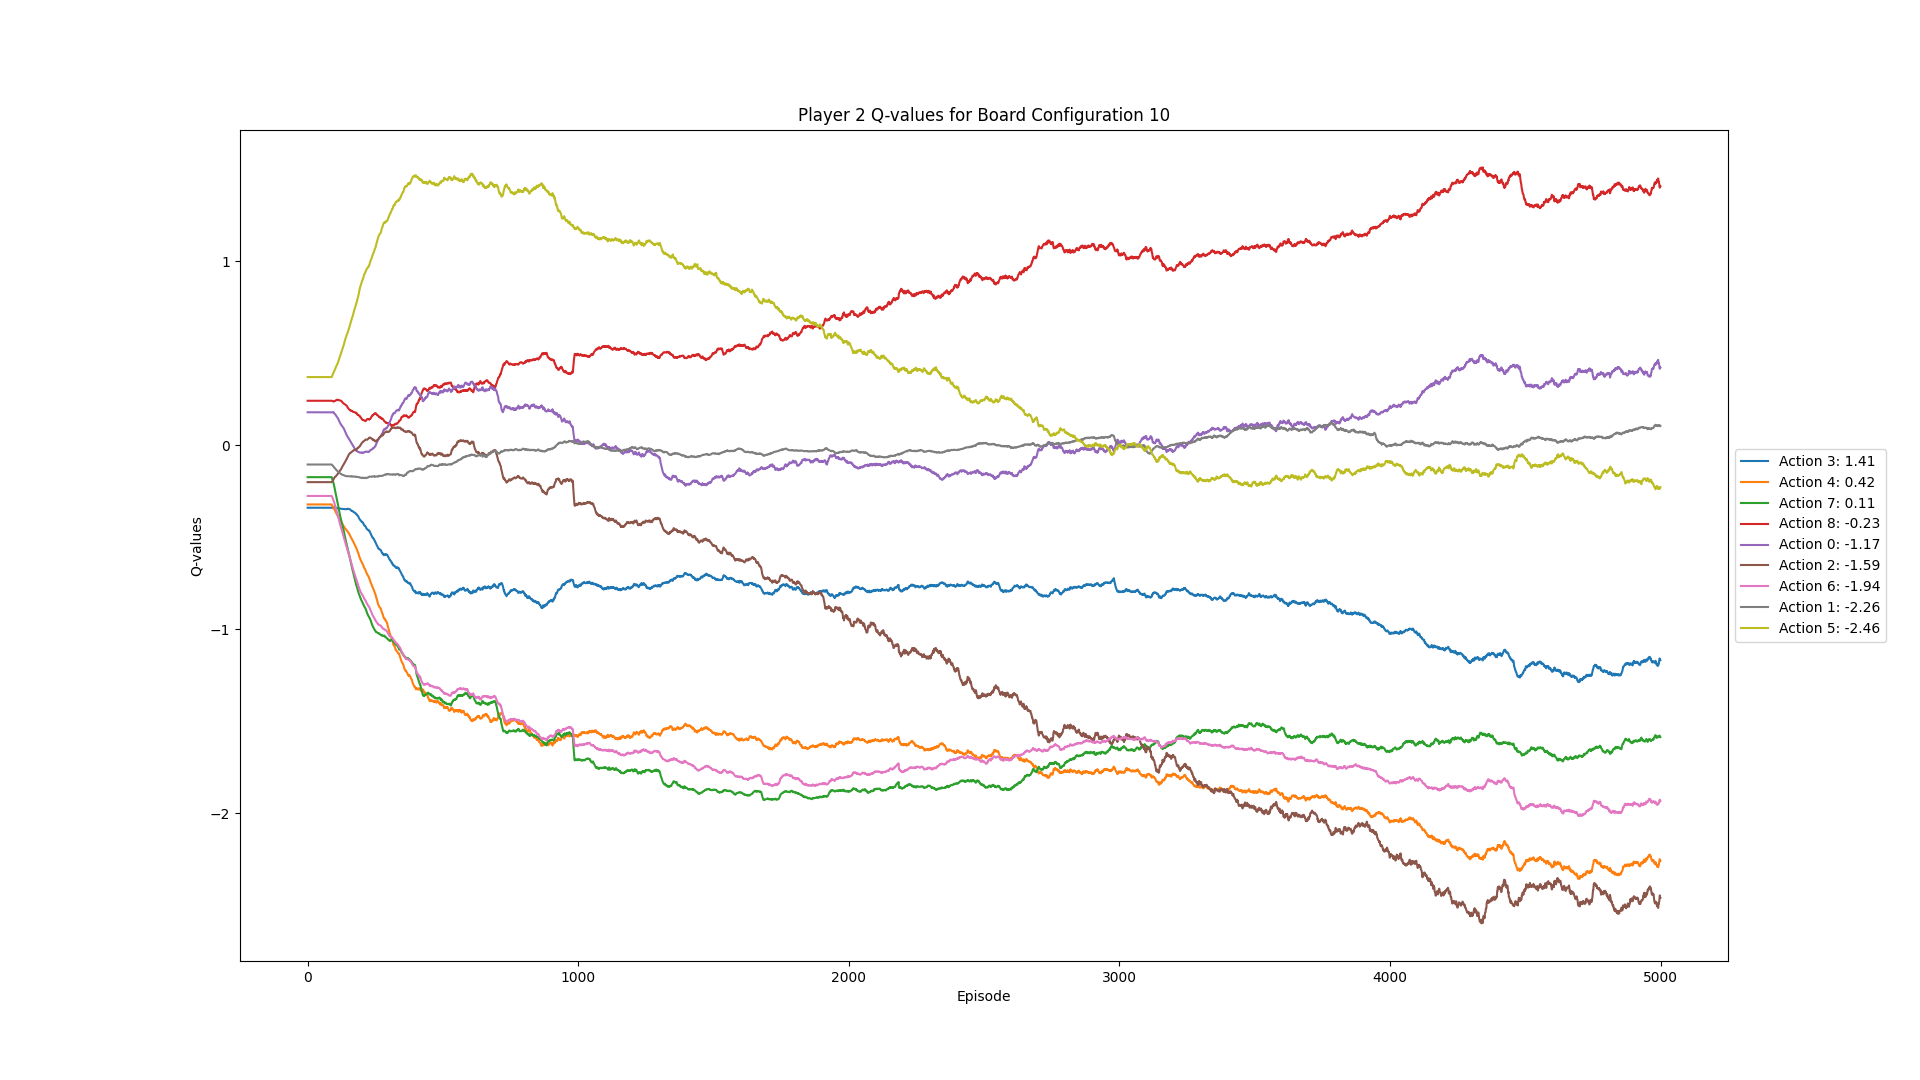 Player 2 Q-values for Board Configuration 10
1
0
−1
−2
Q-values
0 1000 2000 3000 4000 5000
Episode
Action 3: 1.41
Action 4: 0.42
Action 7: 0.11
Action 8: -0.23
Action 0: -1.17
Action 2: -1.59
Action 6: -1.94
Action 1: -2.26
Action 5: -2.46